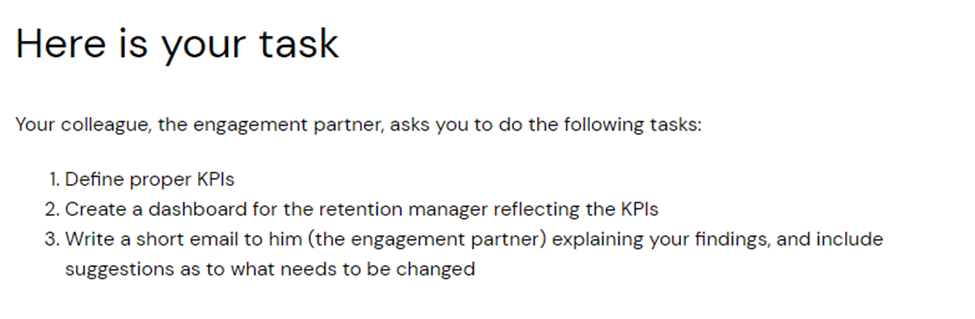 Here is your task
Your colleague, the engagement partner, asks you to do the following tasks:
1. Define proper KPIs
2. Create a dashboard for the retention manager reflecting the KPIs
3. Write a short email to him (the engagement partner) explaining your findings, and include
suggestions as to what needs to be changed